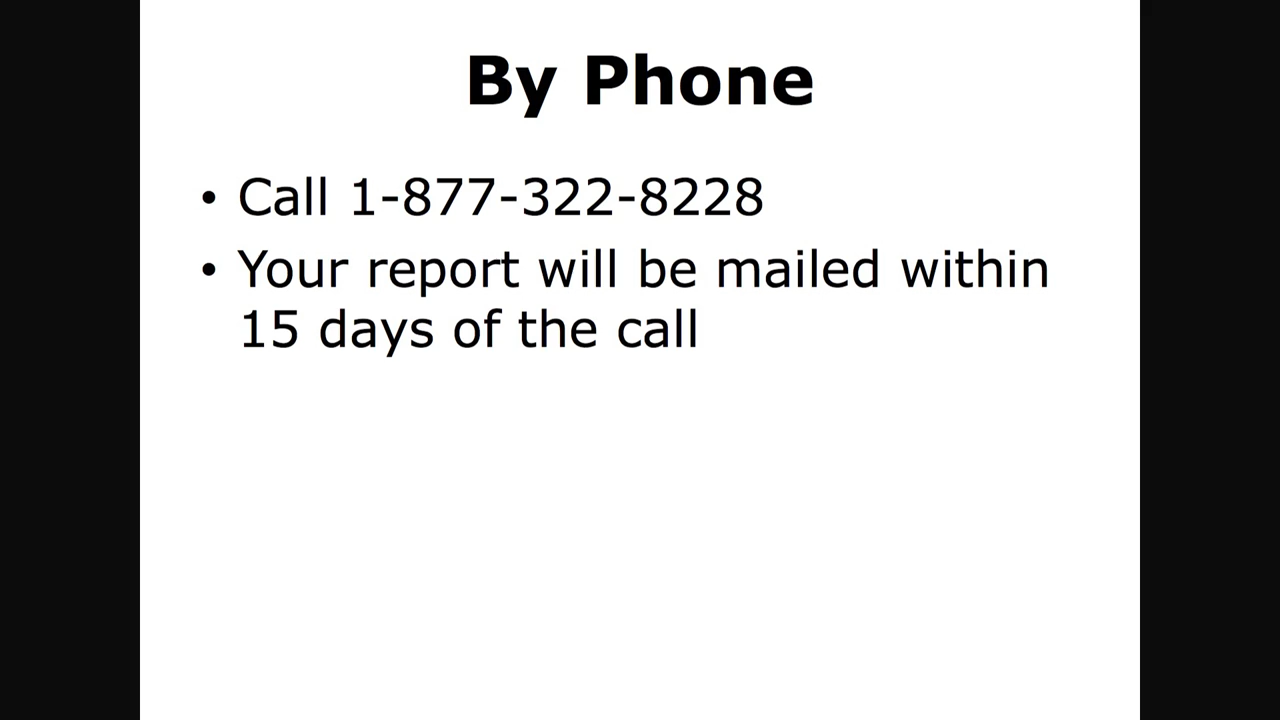 By Phone
• Call 1-877-322-8228
• Your report will be mailed within
15 days of the call